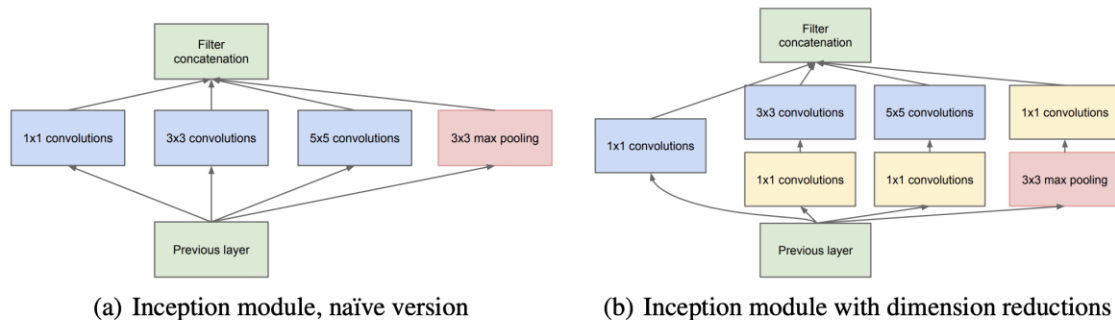 Filter
concatenation
1x1 convolutions
3x3 convolutions
5x5 convolutions
3x3 max pooling
Previous layer
(a) Inception module, naïve version
Filter
concatenation
3x3 convolutions
5x5 convolutions
1x1 convolutions
1x1 convolutions
1x1 convolutions
1x1 convolutions
3x3 max pooling
Previous layer
(b) Inception module with dimension reductions